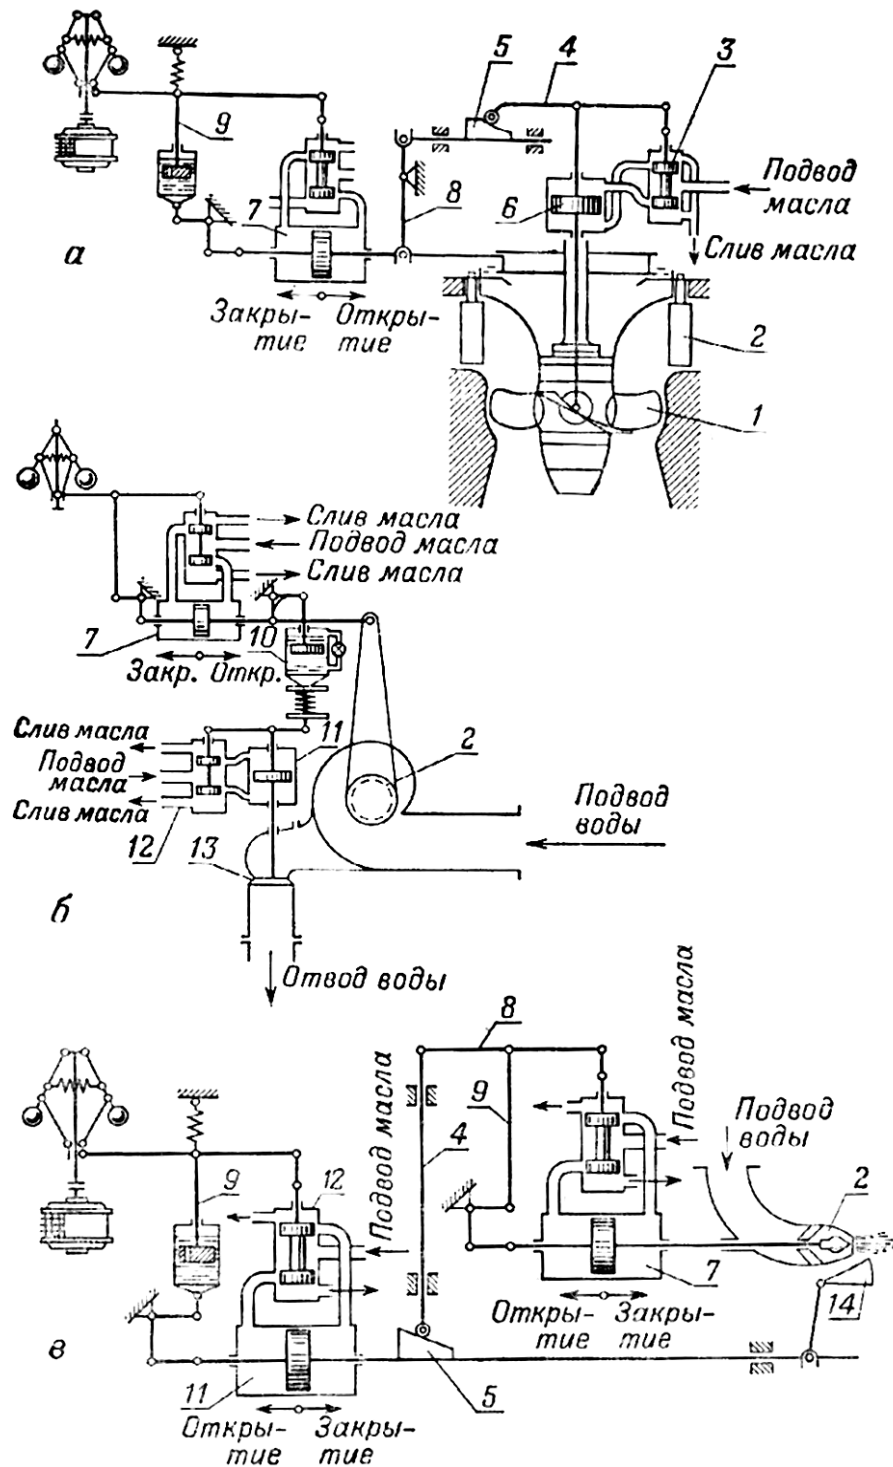 5
4
3
9
Подвод
масла
7
8
6
а
Слив масла
Закры-
тие
Откры-
тие
2
1
Слив масла
Подвод масла
Слив масла
7
10
Закр.
Откр.
Слив масла
11
2
Подвод
масла
Подвод
воды
Слив масла
12
13
б
Отвод воды
8
Подвод масла
Подвод масла
9
Подвод
воды
4
9
12
2
7
14
Откры-
тие
Закры-
тие
в
11
5
Откры-
тие
Закры-
тие